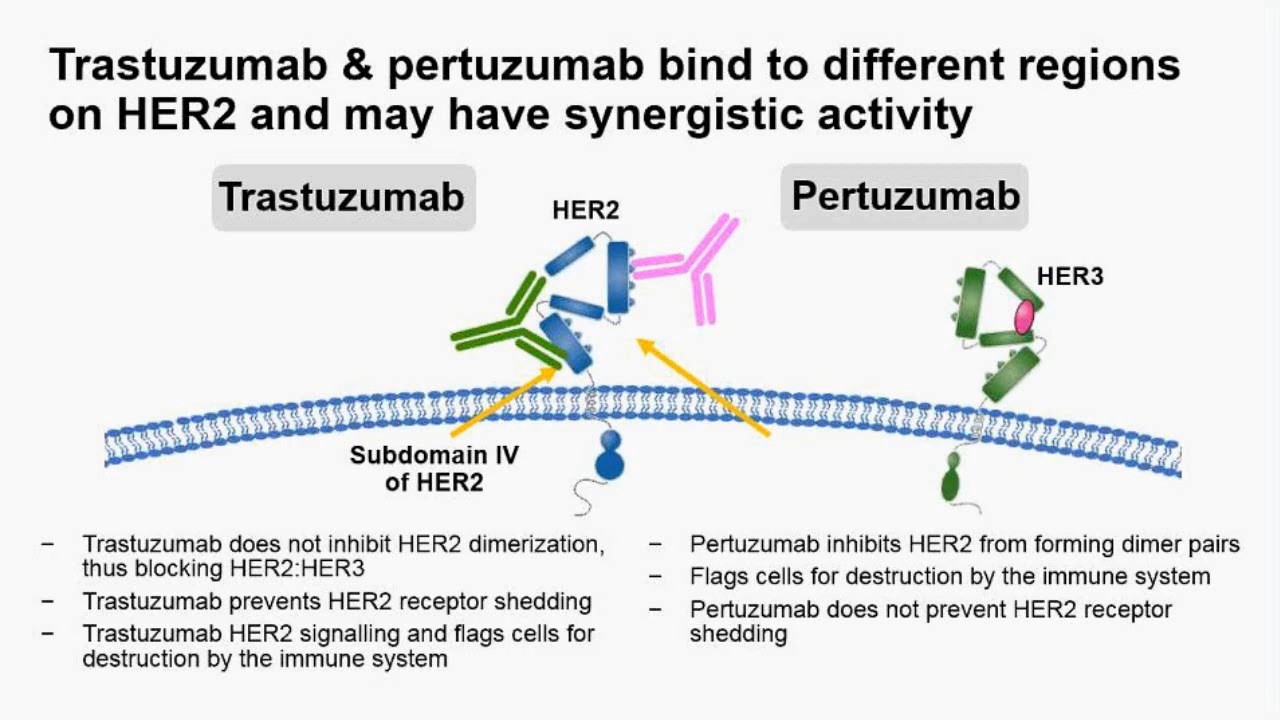 Trastuzumab & pertuzumab bind to different regions
on HER2 and may have synergistic activity
Trastuzumab
HER2
Pertuzumab
HER3
Subdomain IV
of HER2
– Trastuzumab does not inhibit HER2 dimerization,
thus blocking HER2:HER3
– Trastuzumab prevents HER2 receptor shedding
– Trastuzumab HER2 signalling and flags cells for
destruction by the immune system
– Pertuzumab inhibits HER2 from forming dimer pairs
– Flags cells for destruction by the immune system
– Pertuzumab does not prevent HER2 receptor
shedding